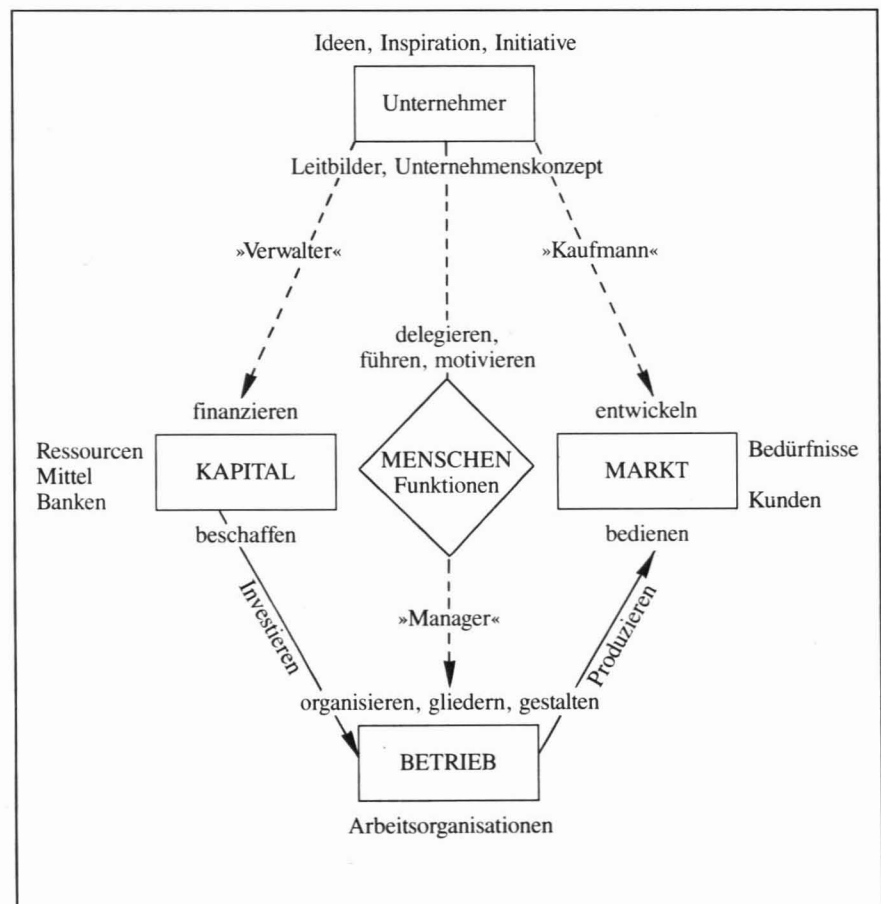 Ideen, Inspiration, Initiative
Unternehmer
Leitbilder, Unternehmenskonzept
»Verwalter«
»Kaufmann«
delegieren,
führen, motivieren
finanzieren
entwickeln
Ressourcen
Mittel
Banken
KAPITAL
MENSCHEN
Funktionen
MARKT
Bedürfnisse
Kunden
beschaffen
bedienen
Investieren
»Manager«
Produzieren
organisieren, gliedern, gestalten
BETRIEB
Arbeitsorganisationen